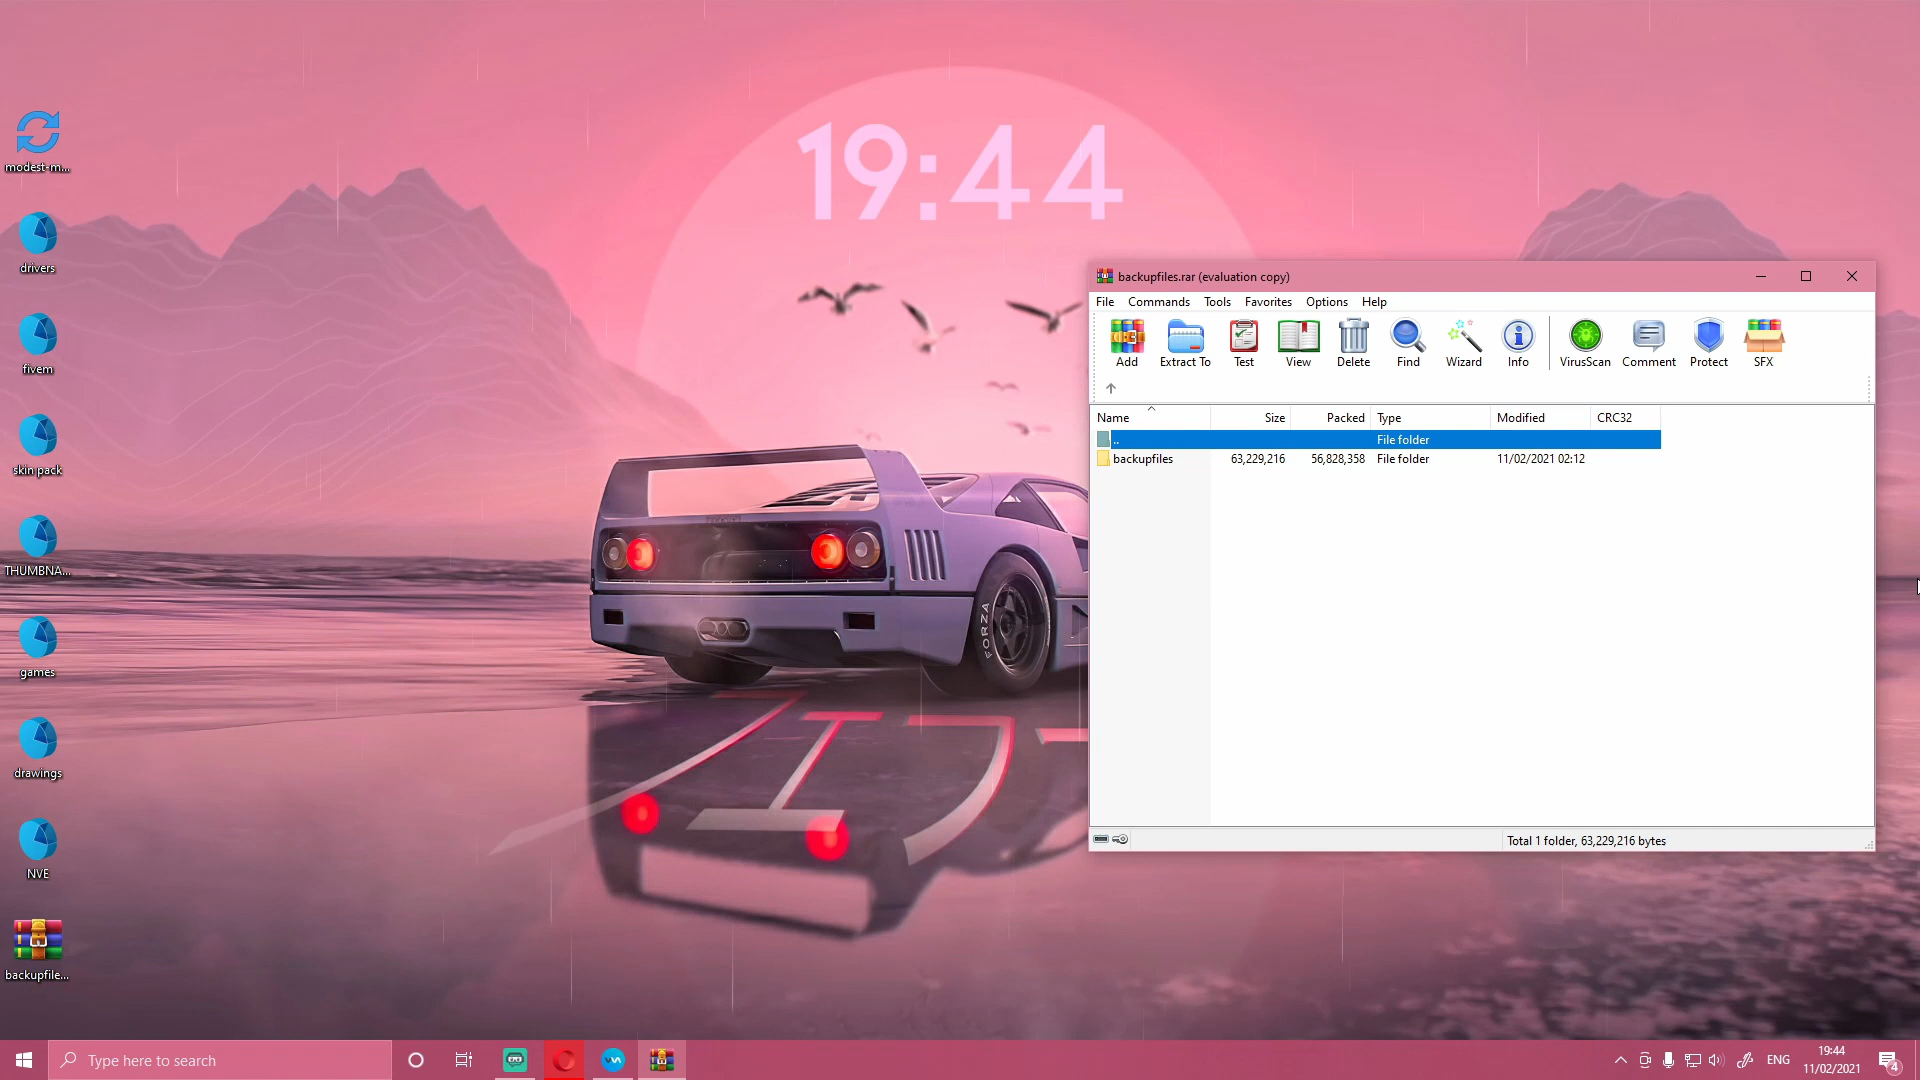 19:44
modest-m...
drivers
fivem
skin pack
THUMBNA...
games
drawings
NVE
backupfile...
backupfiles.rar (evaluation copy)
File Commands Tools Favorites Options Help
Add Extract To Test View Delete Find Wizard Info VirusScan Comment Protect SFX
Name Size Packed Type Modified CRC32
.. File folder
backupfiles 63,229,216 56,828,358 File folder 11/02/2021 02:12
Total 1 folder, 63,229,216 bytes
FORZA
Type here to search
ENG
19:44
11/02/2021
4